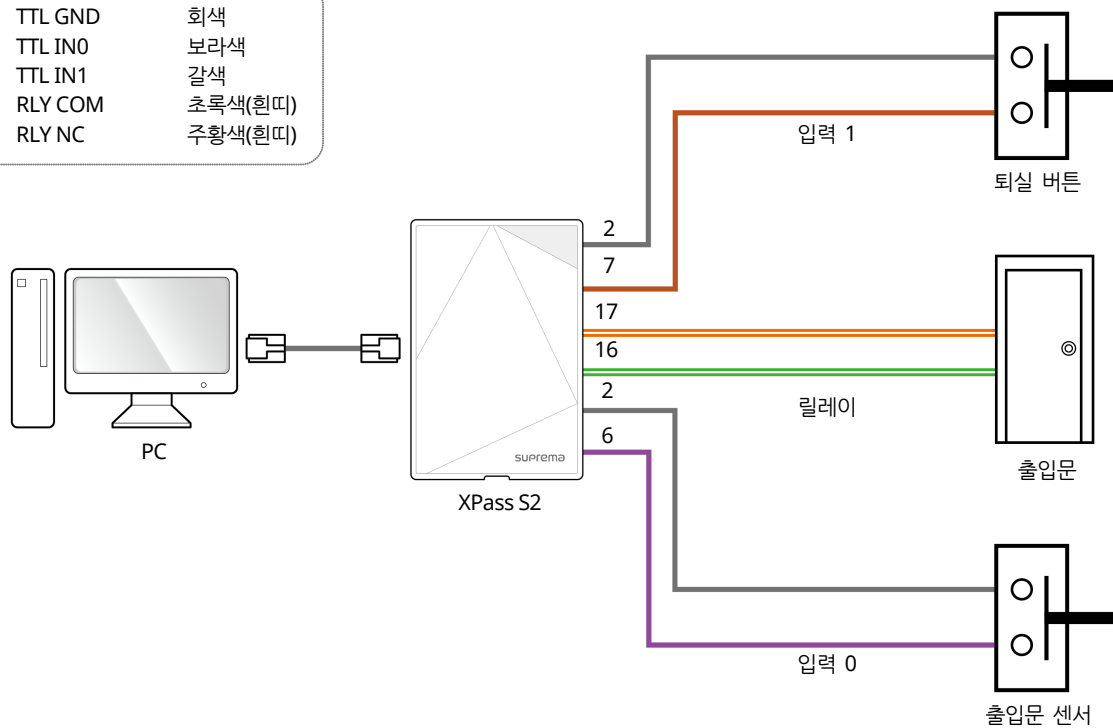 TTL GND 회색
TTL IN0 보라색
TTL IN1 갈색
RLY COM 초록색(흰띠)
RLY NC 주황색(흰띠)
입력 1
퇴실 버튼
2
7
17
16
릴레이
2
6
출입문
PC
suprema
XPass S2
입력 0
출입문 센서